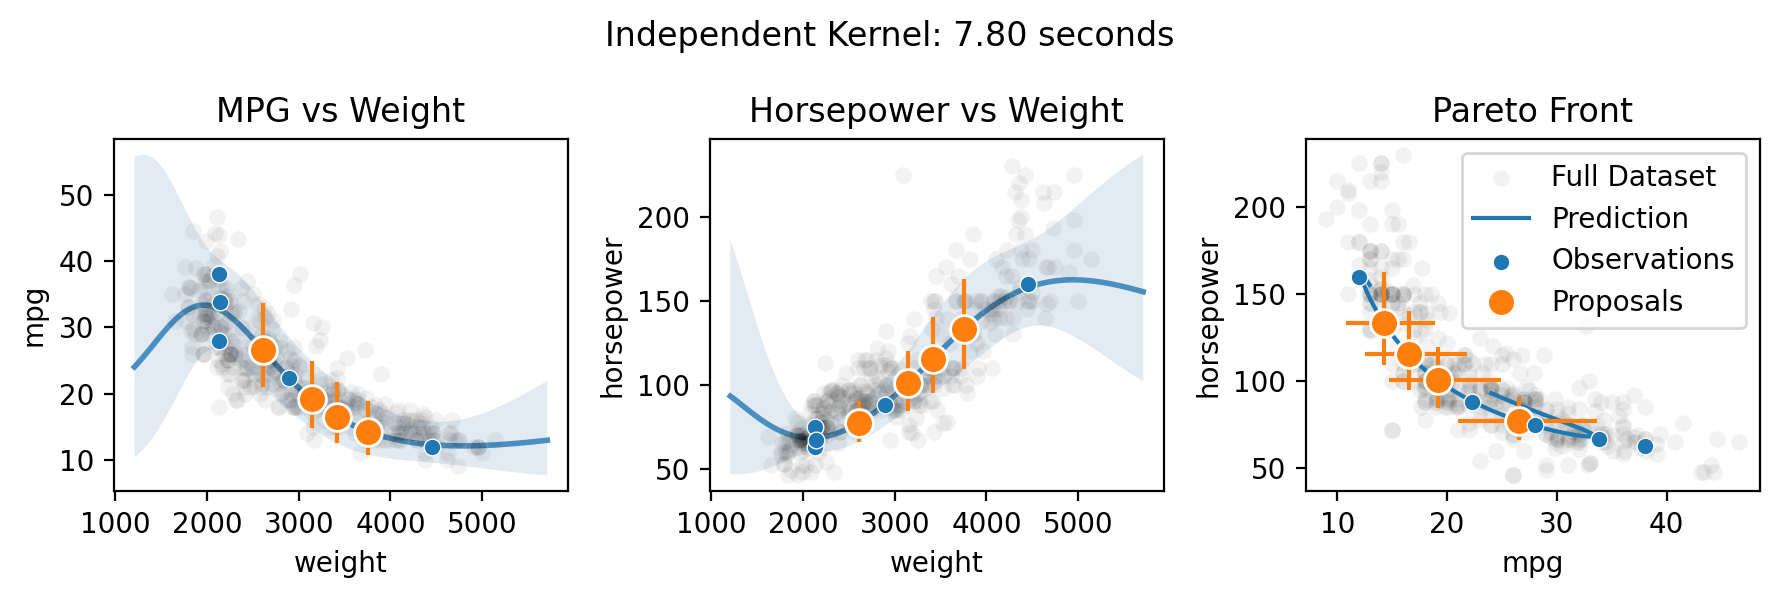 Independent Kernel: 7.80 seconds
MPG vs Weight
50
40
30
20
10
mpg
1000 2000 3000 4000 5000
weight
Horsepower vs Weight
200
150
100
50
horsepower
1000 2000 3000 4000 5000
weight
Pareto Front
200
150
100
50
horsepower
10 20 30 40
mpg
Full Dataset
Prediction
Observations
Proposals